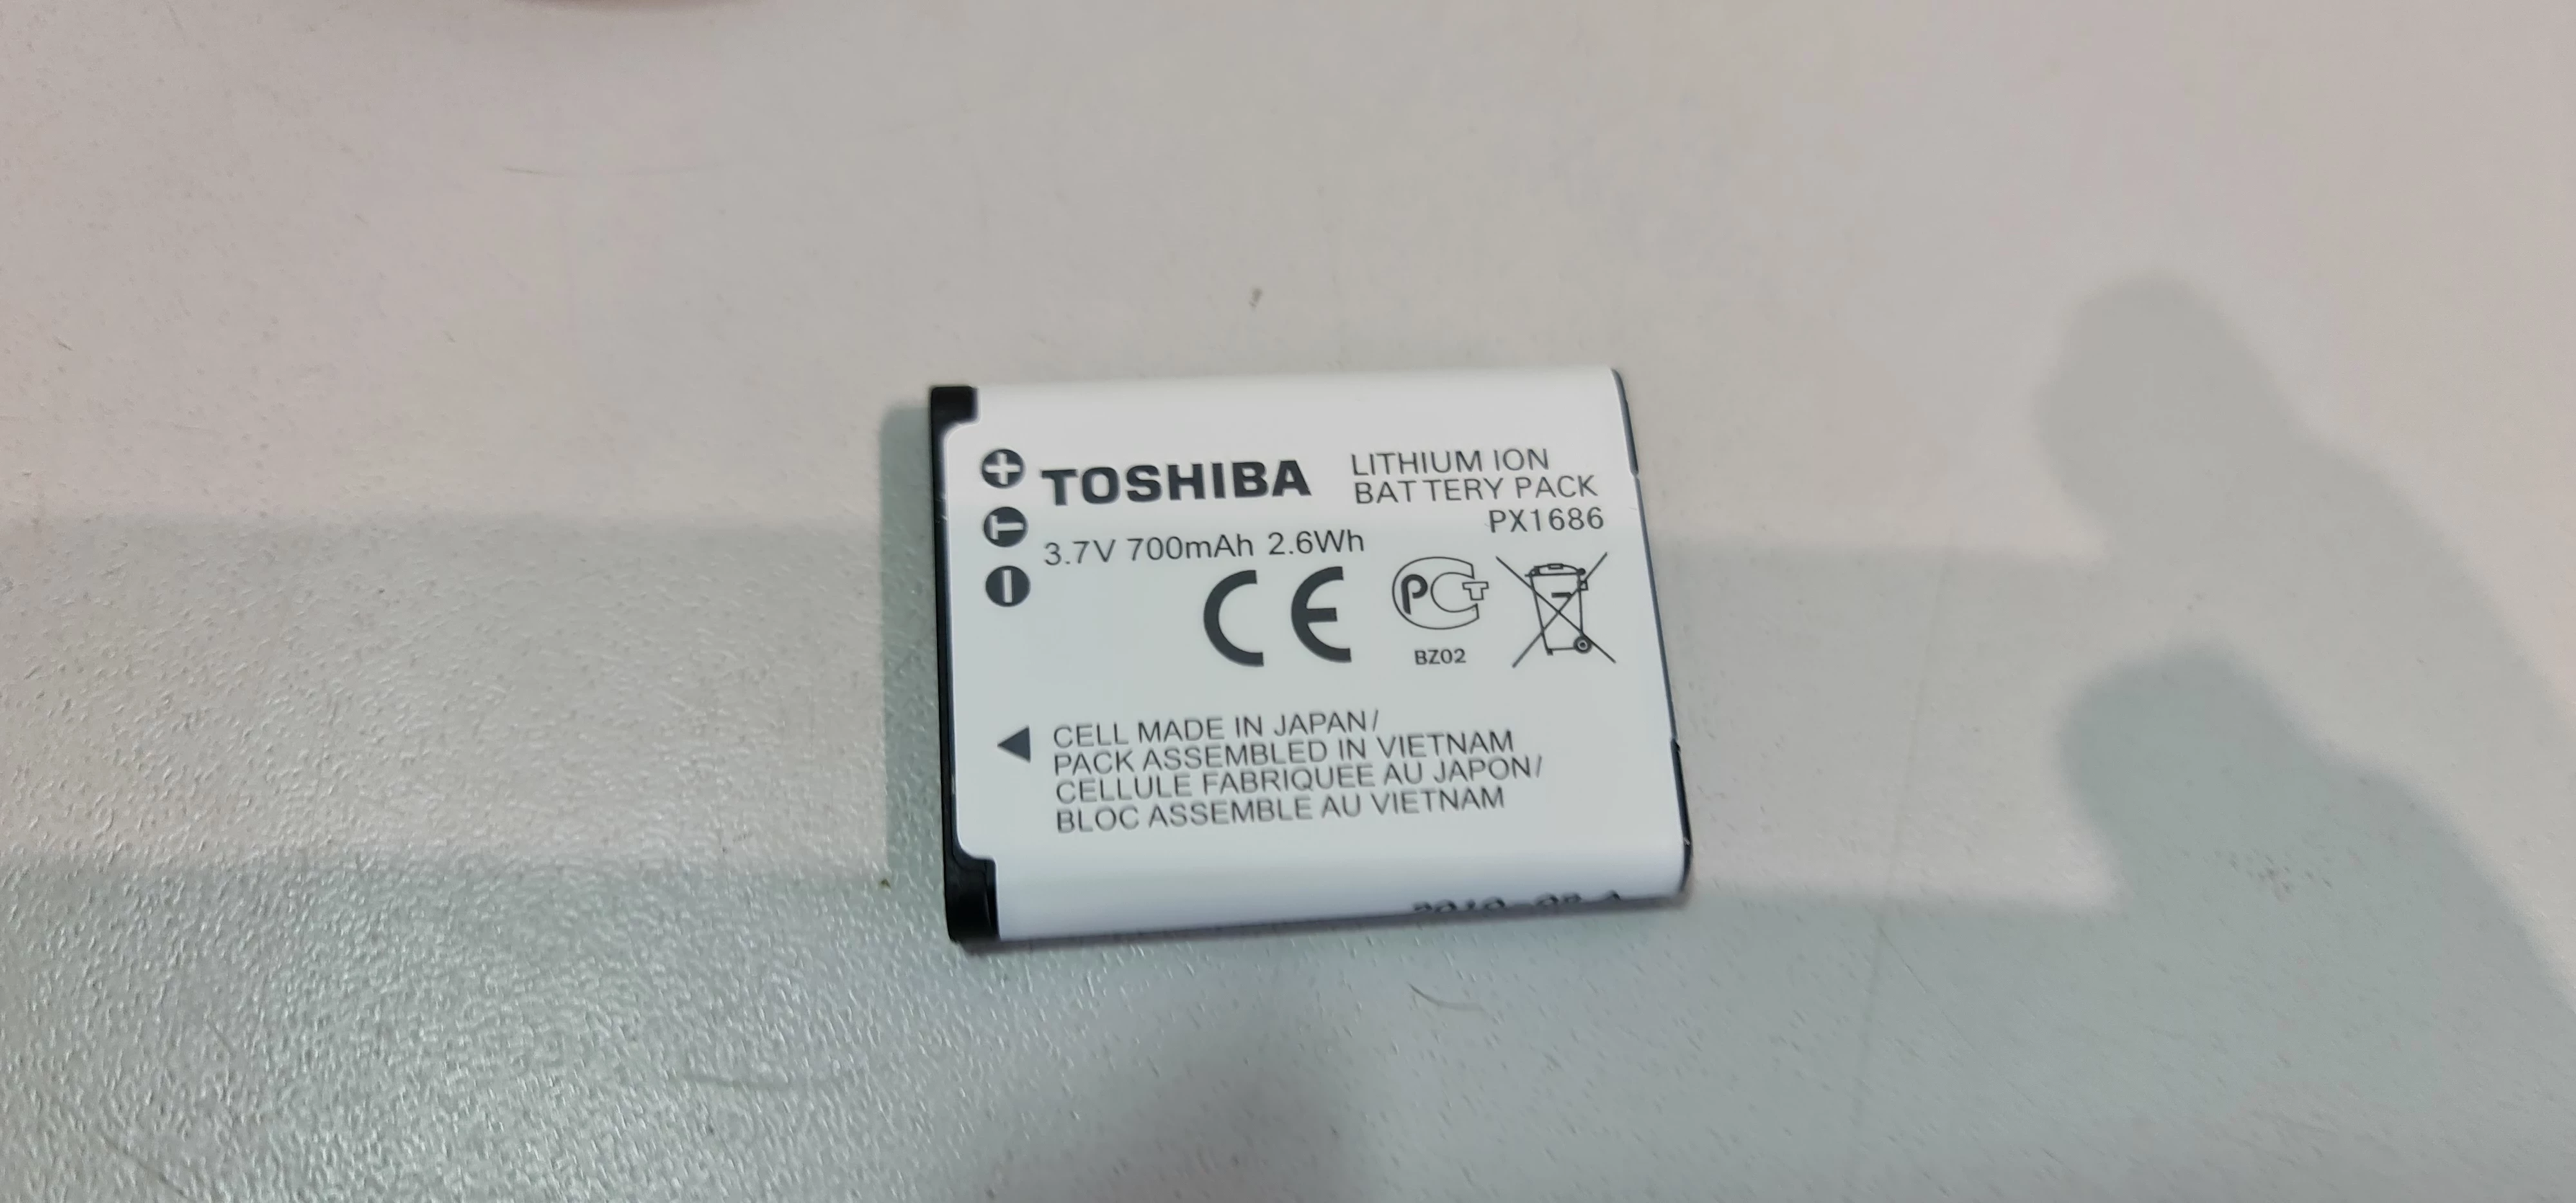 TOSHIBA
LITHIUM ION
BATTERY PACK
PX1686
3.7V 700mAh 2.6Wh
CE
PCT
BZ02
CELL MADE IN JAPAN/
PACK ASSEMBLED IN VIETNAM
CELLULE FABRIQUEE AU JAPON/
BLOC ASSEMBLE AU VIETNAM